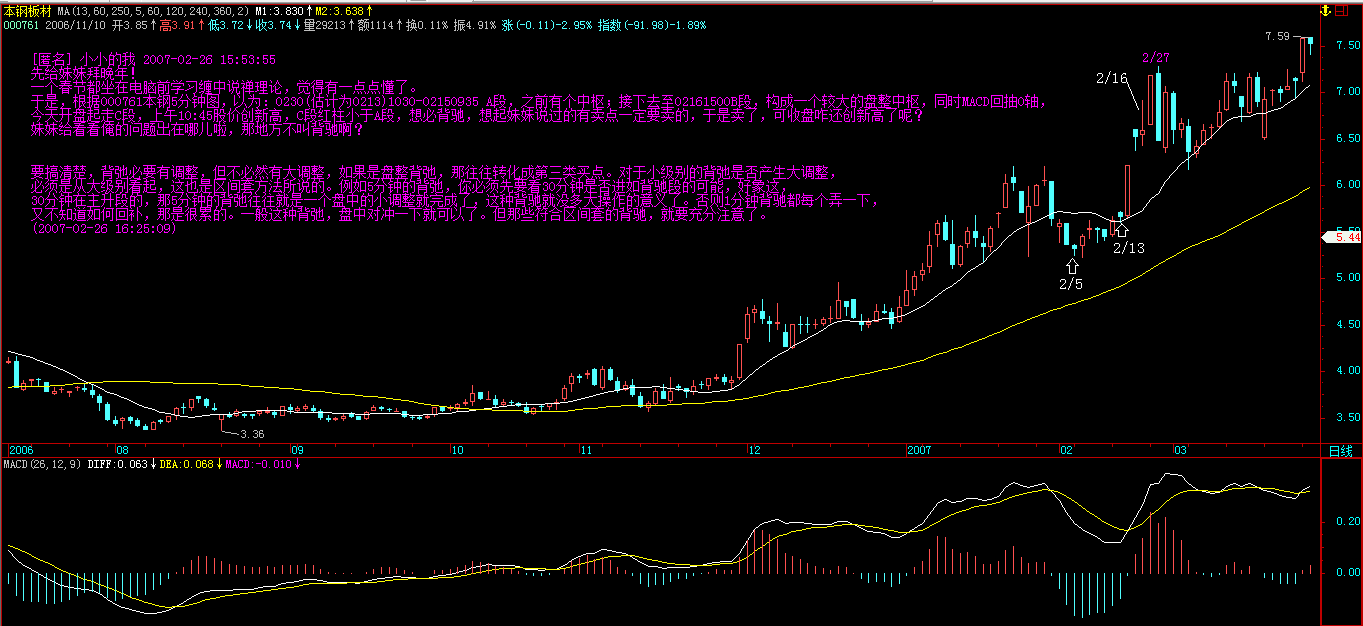 本钢板材 MA(13,60,250,5,60,120,240,360,2) M1:3.830↑M2:3.638↑
000761 2006/11/10 开3.85↑高3.91↑低3.72↓收3.74↓量29213↑额1114↑换0.11% 振4.91% 涨(-0.11)-2.95% 指数(-91.98)-1.89%
[匿名] 小小的我 2007-02-26 15:53:55
先给妹妹拜晚年！
一个春节都坐在电脑前学习缠中说禅理论，觉得有一点点懂了。
于是，根据000761本钢5分钟图，以为：0230(估计为0213)1030-02150935 A段，之前有个中枢；接下去至02161500B段，构成一个较大的盘整中枢，同时MACD回抽0轴，
今天开盘起走C段，上午10:45股价创新高，C段红柱小于A段，想必背驰，想起妹妹说过的有卖点一定要卖的，于是卖了，可收盘咋还创新高了呢？
妹妹给看看俺的问题出在哪儿啦，那地方不叫背驰啊？
要搞清楚，背弛必要有调整，但不必然有大调整，如果是盘整背弛，那往往转化成第三类买点。对于小级别的背弛是否产生大调整，
必须是从大级别看起，这也是区间套方法所说的。例如5分钟的背弛，你必须先要看30分钟是否进如背弛段的可能，好象这，
30分钟在主升段的，那5分钟的背弛往往就是一个盘中的小调整就完成了，这种背弛就没多大操作的意义了。否则1分钟背弛都每个弄一下，
又不知道如何回补，那是很累的。一般这种背弛，盘中对冲一下就可以了。但那些符合区间套的背弛，就要充分注意了。
(2007-02-26 16:25:09)
7.59
2/27
2/16
2/13
2/5
3.36
7.50
7.00
6.50
6.00
5.50
5.44
5.00
4.50
4.00
3.50
2006 08 09 10 11 12 2007 02 03 日线
MACD(26,12,9) DIFF:0.063↓DEA:0.068↓MACD:-0.010↓
0.20
0.00